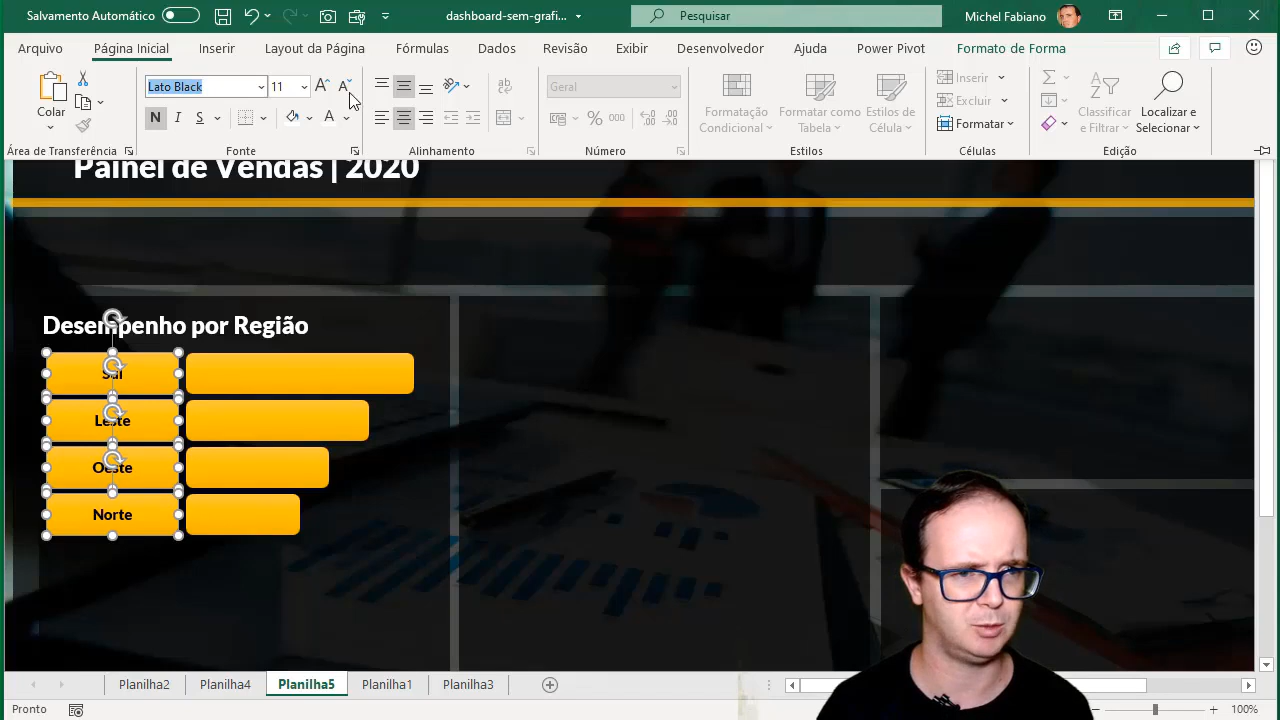 Salvamento Automático
dashboard-sem-grafi...
Pesquisar
Michel Fabiano
Arquivo
Página Inicial
Inserir
Layout da Página
Fórmulas
Dados
Revisão
Exibir
Desenvolvedor
Ajuda
Power Pivot
Formato de Forma
Colar
Área de Transferência
Lato Black
11
N
I
S
Fonte
Alinhamento
Geral
% 000
Número
Formatação
Condicional
Formatar como
Tabela
Estilos de
Célula
Estilos
Inserir
Excluir
Formatar
Células
Classificar
e Filtrar
Localizar e
Selecionar
Edição
Painel de Vendas | 2020
Desempenho por Região
Sul
Leste
Oeste
Norte
Planilha2
Planilha4
Planilha5
Planilha1
Planilha3
Pronto
100%